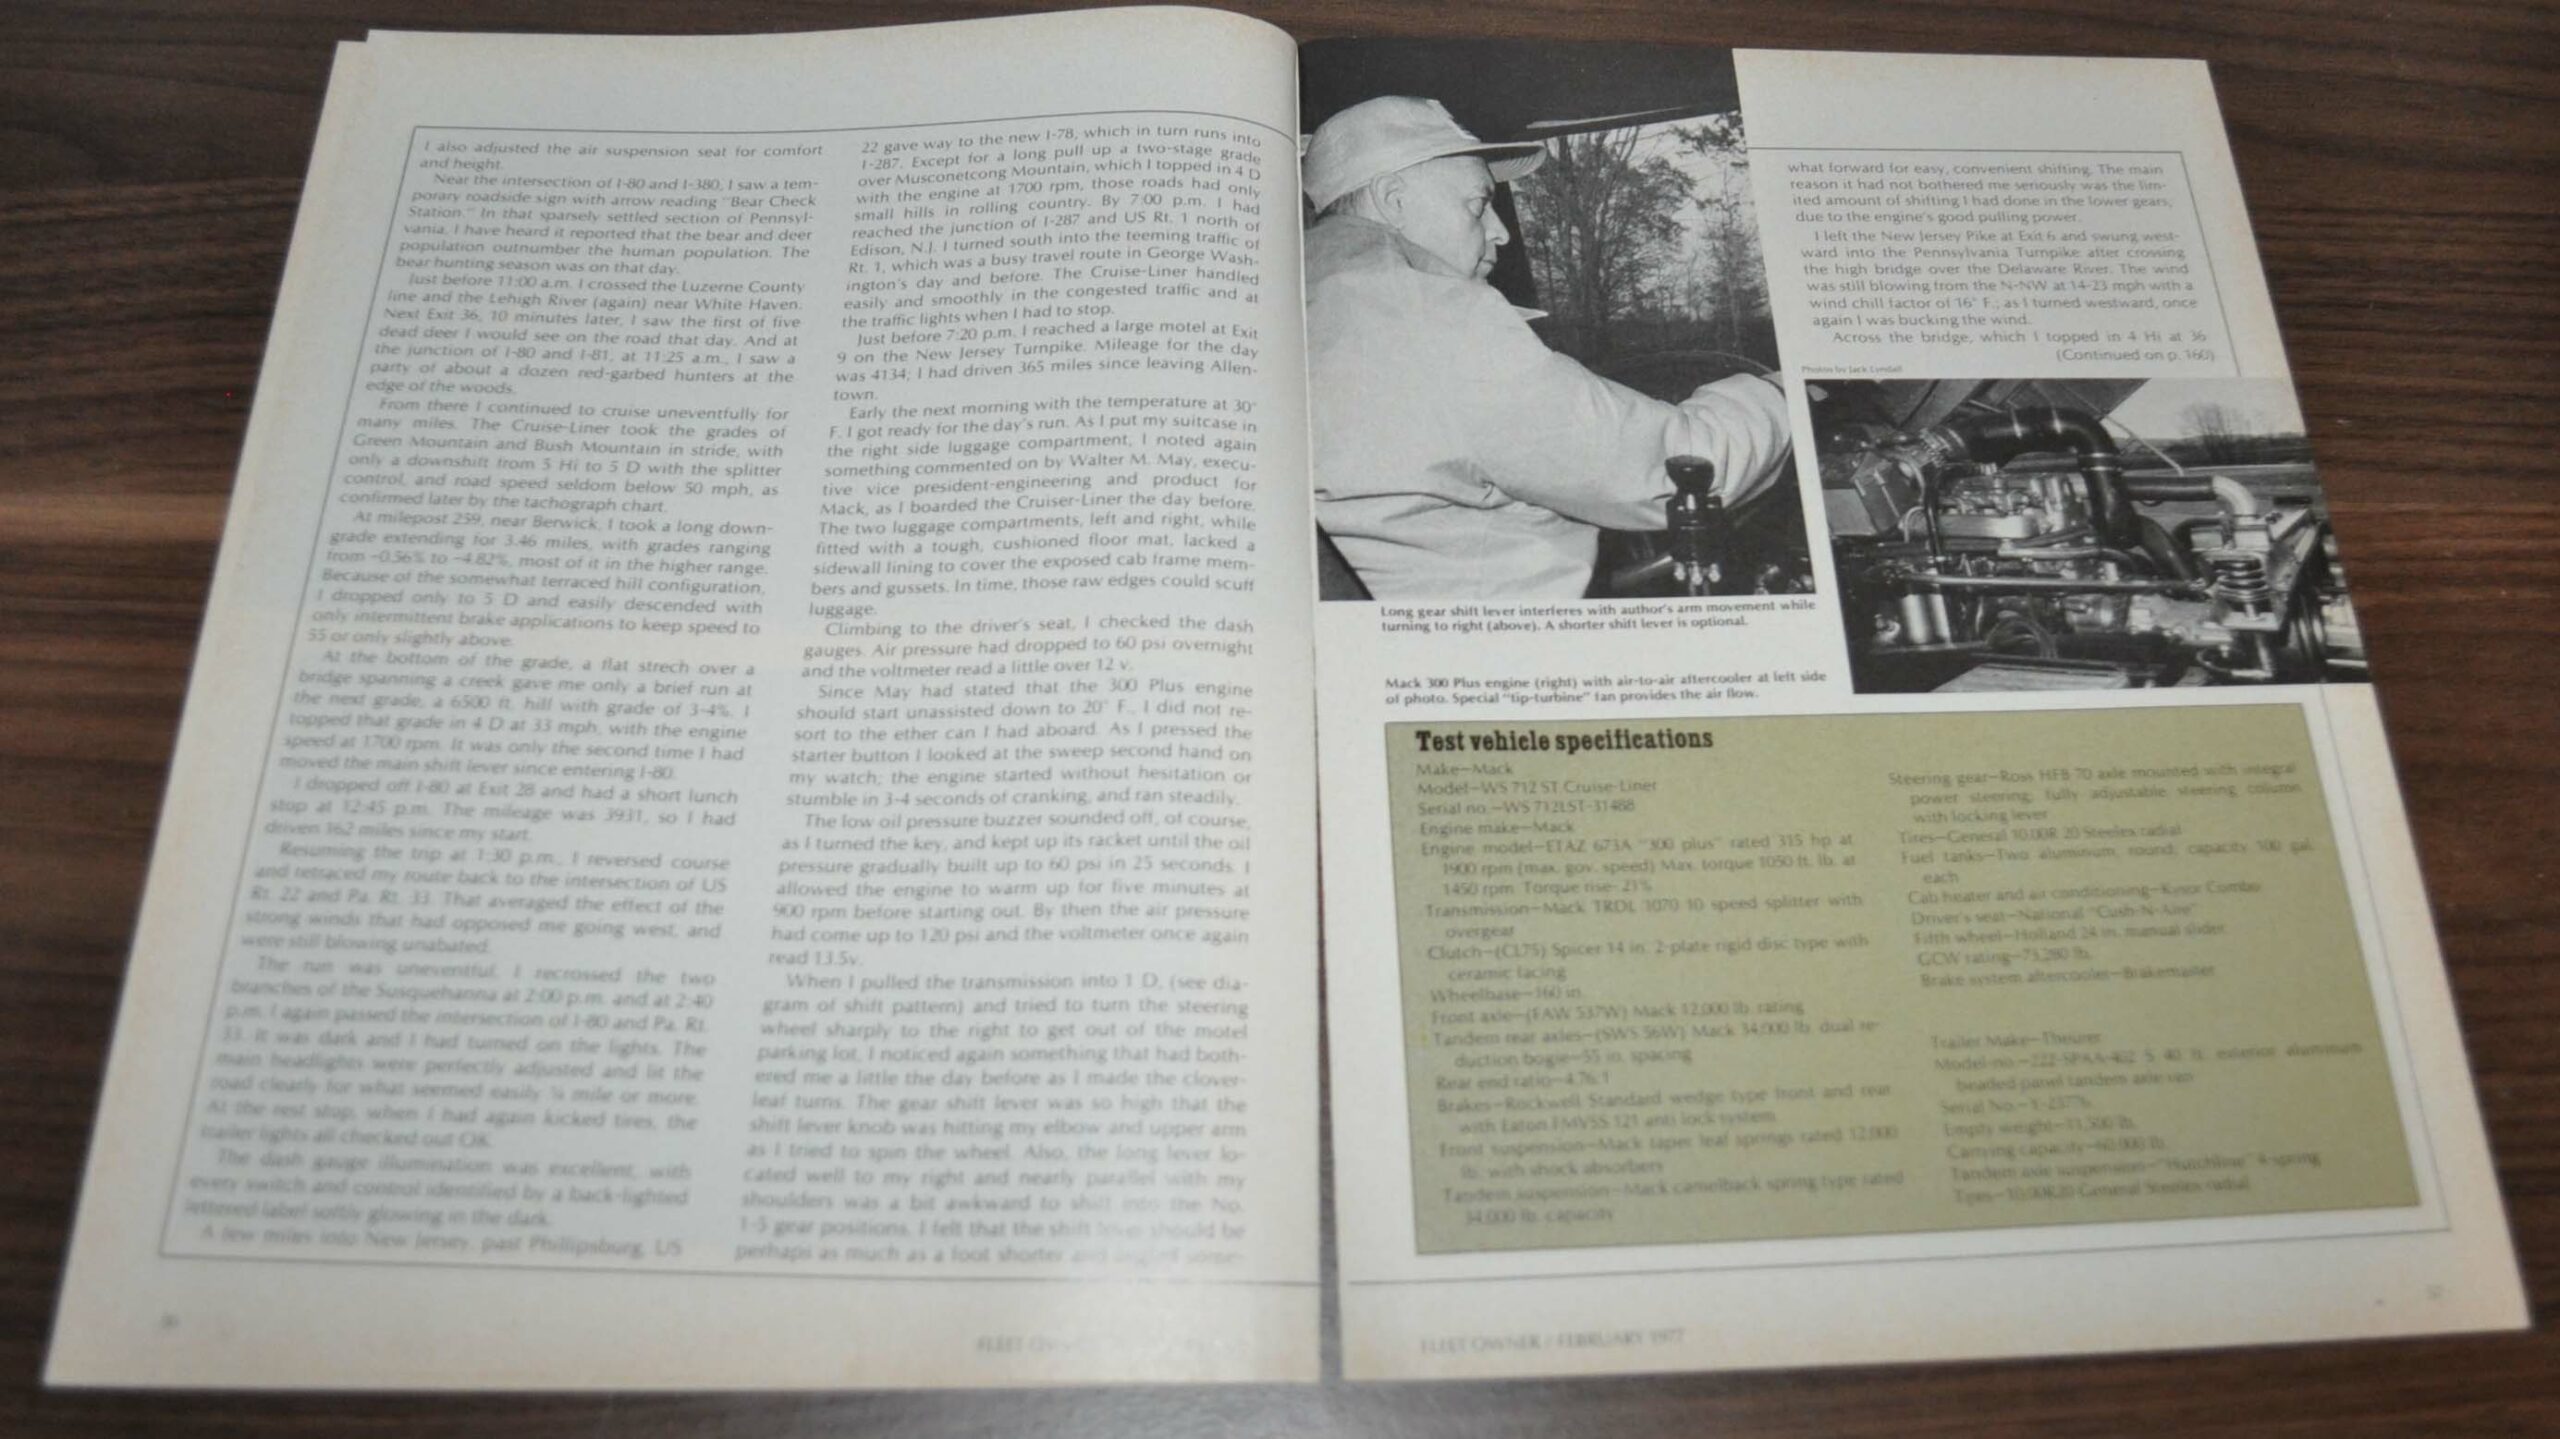 I also adjusted the air suspension seat for comfort
and height.
Near the intersection of I-80 and I-380, I saw a tem-
porary roadside sign with arrow reading "Bear Check
Station." In that sparsely settled section of Pennsyl-
vania, I have heard it reported that the bear and deer
population outnumber the human population. The
bear hunting season was on that day.
Just before 11:00 a.m. I crossed the Luzerne County
line and the Lehigh River (again) near White Haven.
Next Exit 36, 10 minutes later, I saw the first of five
dead deer I would see on the road that day. And at
the junction of I-80 and I-81, at 11:25 a.m., I saw a
party of about a dozen red-garbed hunters at the
edge of the woods.
From there I continued to cruise uneventfully for
many miles. The Cruise-Liner took the grades of
Green Mountain and Bush Mountain in stride, with
only a downshift from 5 Hi to 5 D with the splitter
control, and road speed seldom below 50 mph, as
confirmed later by the tachograph chart.
At milepost 259, near Berwick, I took a long down-
grade extending for 3.46 miles, with grades ranging
from -0.56% to -4.82%, most of it in the higher range.
Because of the somewhat terraced hill configuration,
I dropped only to 5 D and easily descended with
only intermittent brake applications to keep speed to
55 or only slightly above.
At the bottom of the grade, a flat strech over a
bridge spanning a creek gave me only a brief run at
the next grade, a 6500 ft. hill with grade of 3-4%. I
topped that grade in 4 D at 33 mph, with the engine
speed at 1700 rpm. It was only the second time I had
moved the main shift lever since entering I-80.
I dropped off I-80 at Exit 28 and had a short lunch
stop at 12:45 p.m. The mileage was 3931, so I had
driven 162 miles since my start.
Resuming the trip at 1:30 p.m., I reversed course
and retraced my route back to the intersection of US
Rt. 22 and Pa. Rt. 33. That averaged the effect of the
strong winds that had opposed me going west, and
were still blowing unabated.
The run was uneventful. I recrossed the two
branches of the Susquehanna at 2:00 p.m. and at 2:40
p.m. I again passed the intersection of I-80 and Pa. Rt.
33. It was dark and I had turned on the lights. The
main headlights were perfectly adjusted and lit the
road clearly for what seemed easily ¼ mile or more.
At the rest stop, when I had again kicked tires, the
trailer lights all checked out OK.
The dash gauge illumination was excellent, with
every switch and control identified by a back-lighted
lettered label softly glowing in the dark.
A few miles into New Jersey, past Phillipsburg, US
22 gave way to the new I-78, which in turn runs into
I-287. Except for a long pull up a two-stage grade
over Musconetcong Mountain, which I topped in 4 D
with the engine at 1700 rpm, those roads had only
small hills in rolling country. By 7:00 p.m. I had
reached the junction of I-287 and US Rt. 1 north of
Edison, N.J. I turned south into the teeming traffic of
Rt. 1, which was a busy travel route in George Wash-
ington's day and before. The Cruise-Liner handled
easily and smoothly in the congested traffic and at
the traffic lights when I had to stop.
Just before 7:20 p.m. I reached a large motel at Exit
9 on the New Jersey Turnpike. Mileage for the day
was 4134; I had driven 365 miles since leaving Allen-
town.
Early the next morning with the temperature at 30°
F. I got ready for the day's run. As I put my suitcase in
the right side luggage compartment, I noted again
something commented on by Walter M. May, execu-
tive vice president-engineering and product for
Mack, as I boarded the Cruiser-Liner the day before.
The two luggage compartments, left and right, while
fitted with a tough, cushioned floor mat, lacked a
sidewall lining to cover the exposed cab frame mem-
bers and gussets. In time, those raw edges could scuff
luggage.
Climbing to the driver's seat, I checked the dash
gauges. Air pressure had dropped to 60 psi overnight
and the voltmeter read a little over 12 v.
Since May had stated that the 300 Plus engine
should start unassisted down to 20° F., I did not re-
sort to the ether can I had aboard. As I pressed the
starter button I looked at the sweep second hand on
my watch; the engine started without hesitation or
stumble in 3-4 seconds of cranking, and ran steadily.
The low oil pressure buzzer sounded off, of course,
as I turned the key, and kept up its racket until the oil
pressure gradually built up to 60 psi in 25 seconds. I
allowed the engine to warm up for five minutes at
900 rpm before starting out. By then the air pressure
had come up to 120 psi and the voltmeter once again
read 13.5v.
When I pulled the transmission into 1 D, (see dia-
gram of shift pattern) and tried to turn the steering
wheel sharply to the right to get out of the motel
parking lot, I noticed again something that had both-
ered me a little the day before as I made the clover-
leaf turns. The gear shift lever was so high that the
shift lever knob was hitting my elbow and upper arm
as I tried to spin the wheel. Also, the long lever lo-
cated well to my right and nearly parallel with my
shoulders was a bit awkward to shift into the No.
1-5 gear positions. I felt that the shift lever should be
perhaps as much as a foot shorter and angled some-
what forward for easy, convenient shifting. The main
reason it had not bothered me seriously was the lim-
ited amount of shifting I had done in the lower gears,
due to the engine's good pulling power.
I left the New Jersey Pike at Exit 6 and swung west-
ward into the Pennsylvania Turnpike after crossing
the high bridge over the Delaware River. The wind
was still blowing from the N-NW at 14-23 mph with a
wind chill factor of 16° F.; as I turned westward, once
again I was bucking the wind.
Across the bridge, which I topped in 4 Hi at 36
(Continued on p. 160)
Photos by Jack Lyndall
Long gear shift lever interferes with author's arm movement while
turning to right (above). A shorter shift lever is optional.
Mack 300 Plus engine (right) with air-to-air aftercooler at left side
of photo. Special "tip-turbine" fan provides the air flow.
Test vehicle specifications
Make—Mack
Model—WS 712 ST Cruise-Liner
Serial no.—WS 712LST-31488
Engine make—Mack
Engine model—ETAZ 673A "300 plus" rated 315 hp at
1900 rpm (max. gov. speed) Max. torque 1050 ft. lb. at
1450 rpm Torque rise- 21%
Transmission—Mack TRDL 1070 10 speed splitter with
overgear
Clutch—(CL75) Spicer 14 in. 2-plate rigid disc type with
ceramic facing
Wheelbase—160 in.
Front axle—(FAW 537W) Mack 12,000 lb. rating
Tandem rear axles—(SWS 56W) Mack 34,000 lb. dual re-
duction bogie—55 in. spacing
Rear end ratio—4.76:1
Brakes—Rockwell Standard wedge type front and rear
with Eaton FMVSS 121 anti lock system
Front suspension—Mack taper leaf springs rated 12,000
lb. with shock absorbers
Tandem suspension—Mack camelback spring type rated
34,000 lb. capacity
Steering gear—Ross HFB 70 axle mounted with integral
power steering; fully adjustable steering column
with locking lever
Tires—General 10.00R 20 Steelex radial
Fuel tanks—Two aluminum, round; capacity 100 gal.
each
Cab heater and air conditioning—Kysor Combo
Driver's seat—National "Cush-N-Aire"
Fifth wheel—Holland 24 in. manual slider
GCW rating—73,280 lb.
Brake system aftercooler—Brakemaster
Trailer Make—Theurer
Model no.— 40 ft. exterior aluminum
beaded panel tandem axle van
Serial No.—
Empty weight—11,500 lb.
Carrying capacity—60,000 lb.
Tandem axle suspension—"Hutchline" 4-spring
Tires—10.00R20 General Steelex radial
56
FLEET OWNER / FEBRUARY 1977
57